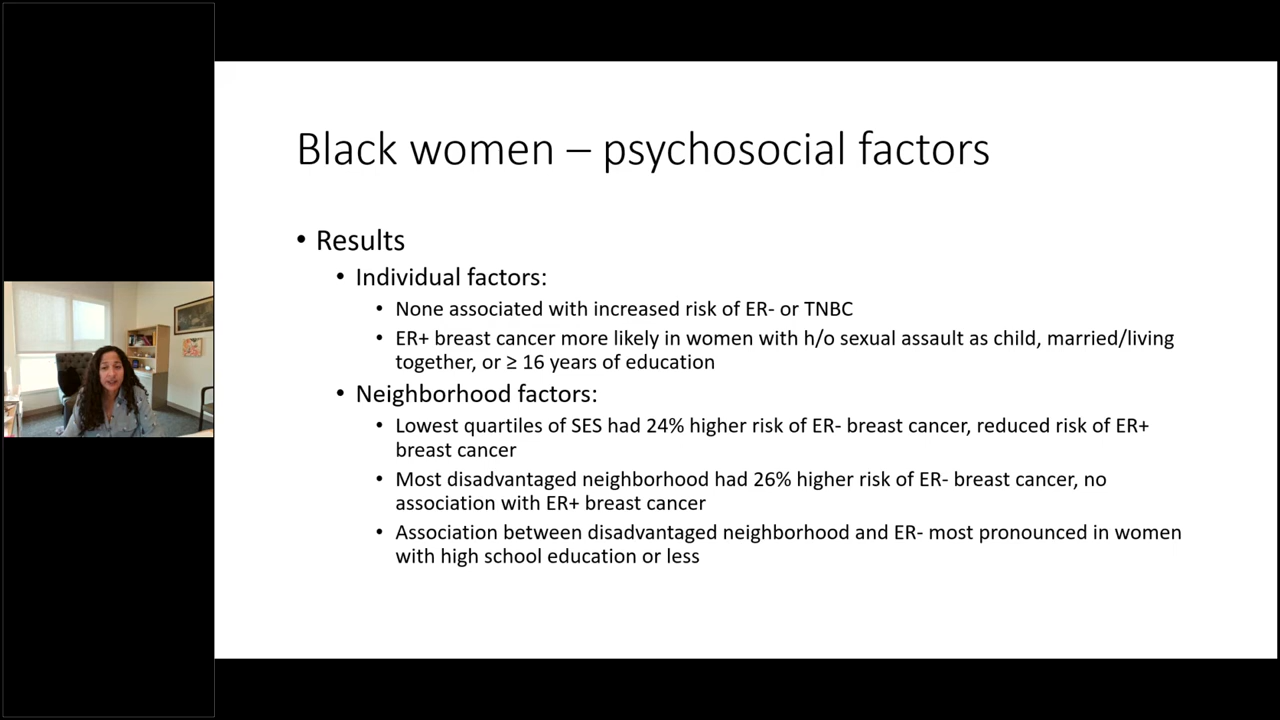 Black women – psychosocial factors
• Results
• Individual factors:
• None associated with increased risk of ER- or TNBC
• ER+ breast cancer more likely in women with h/o sexual assault as child, married/living
together, or ≥ 16 years of education
• Neighborhood factors:
• Lowest quartiles of SES had 24% higher risk of ER- breast cancer, reduced risk of ER+
breast cancer
• Most disadvantaged neighborhood had 26% higher risk of ER- breast cancer, no
association with ER+ breast cancer
• Association between disadvantaged neighborhood and ER- most pronounced in women
with high school education or less